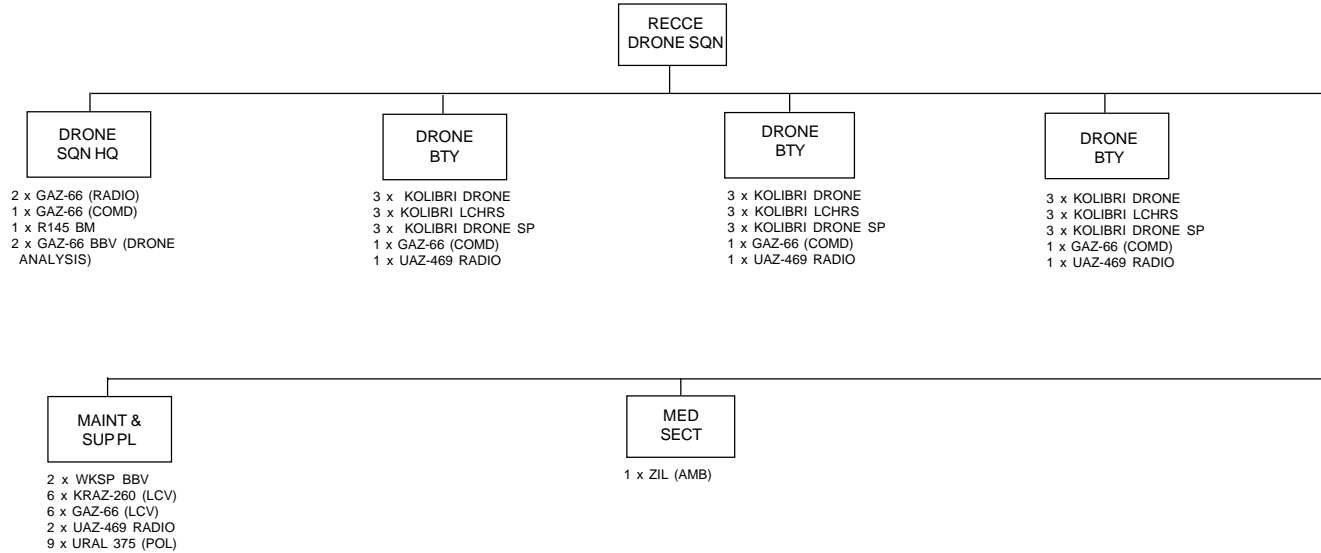 RECCE
DRONE SQN
DRONE
SQN HQ
2 x GAZ-66 (RADIO)
1 x GAZ-66 (COMD)
1 x R145 BM
2 x GAZ-66 BBV (DRONE
ANALYSIS)
DRONE
BTY
3 x KOLIBRI DRONE
3 x KOLIBRI LCHRS
3 x KOLIBRI DRONE SP
1 x GAZ-66 (COMD)
1 x UAZ-469 RADIO
DRONE
BTY
3 x KOLIBRI DRONE
3 x KOLIBRI LCHRS
3 x KOLIBRI DRONE SP
1 x GAZ-66 (COMD)
1 x UAZ-469 RADIO
DRONE
BTY
3 x KOLIBRI DRONE
3 x KOLIBRI LCHRS
3 x KOLIBRI DRONE SP
1 x GAZ-66 (COMD)
1 x UAZ-469 RADIO
MAINT &
SUP PL
2 x WKSP BBV
6 x KRAZ-260 (LCV)
6 x GAZ-66 (LCV)
2 x UAZ-469 RADIO
9 x URAL 375 (POL)
MED
SECT
1 x ZIL (AMB)